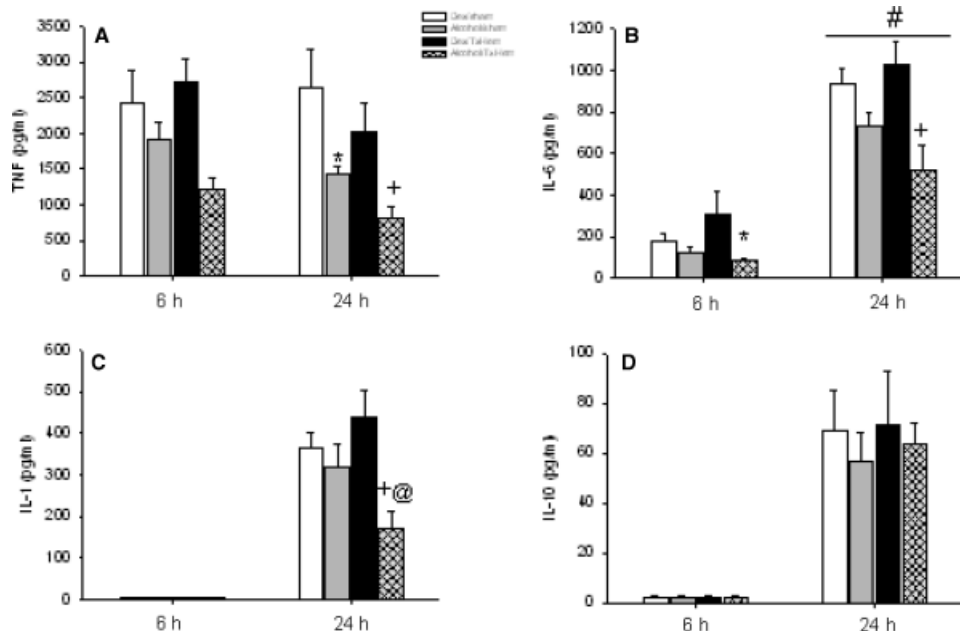 A
TNF (pg/ml)
3500
3000
2500
2000
1500
1000
500
0
*
+
6 h
24 h
B
#
IL-6 (pg/ml)
1200
1000
800
600
400
200
0
*
+
6 h
24 h
C
IL-1 (pg/ml)
600
500
400
300
200
100
0
+@
6 h
24 h
D
IL-10 (pg/ml)
100
80
60
40
20
0
6 h
24 h